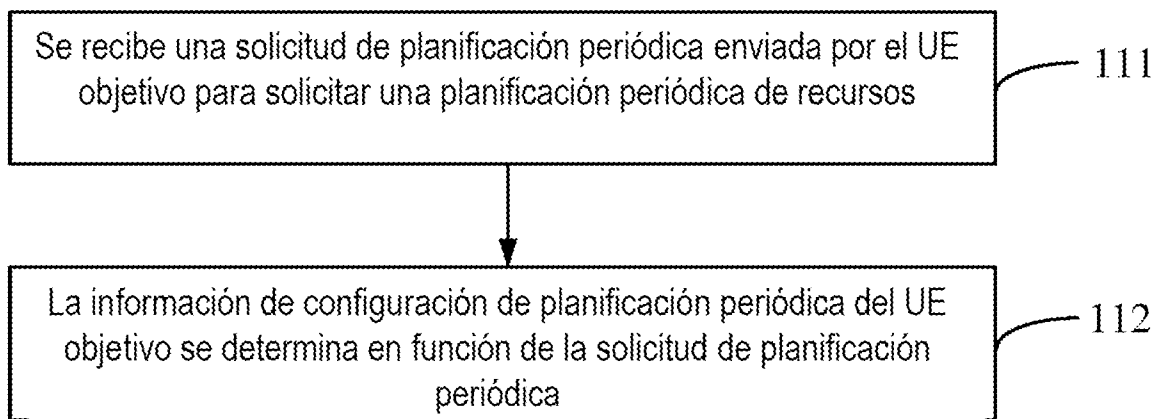 Se recibe una solicitud de planificación periódica enviada por el UE
objetivo para solicitar una planificación periódica de recursos
111
La información de configuración de planificación periódica del UE
objetivo se determina en función de la solicitud de planificación
periódica
112